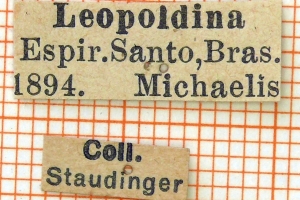 Leopoldina
Espir.Santo,Bras.
1894. Michaelis
Coll.
Staudinger